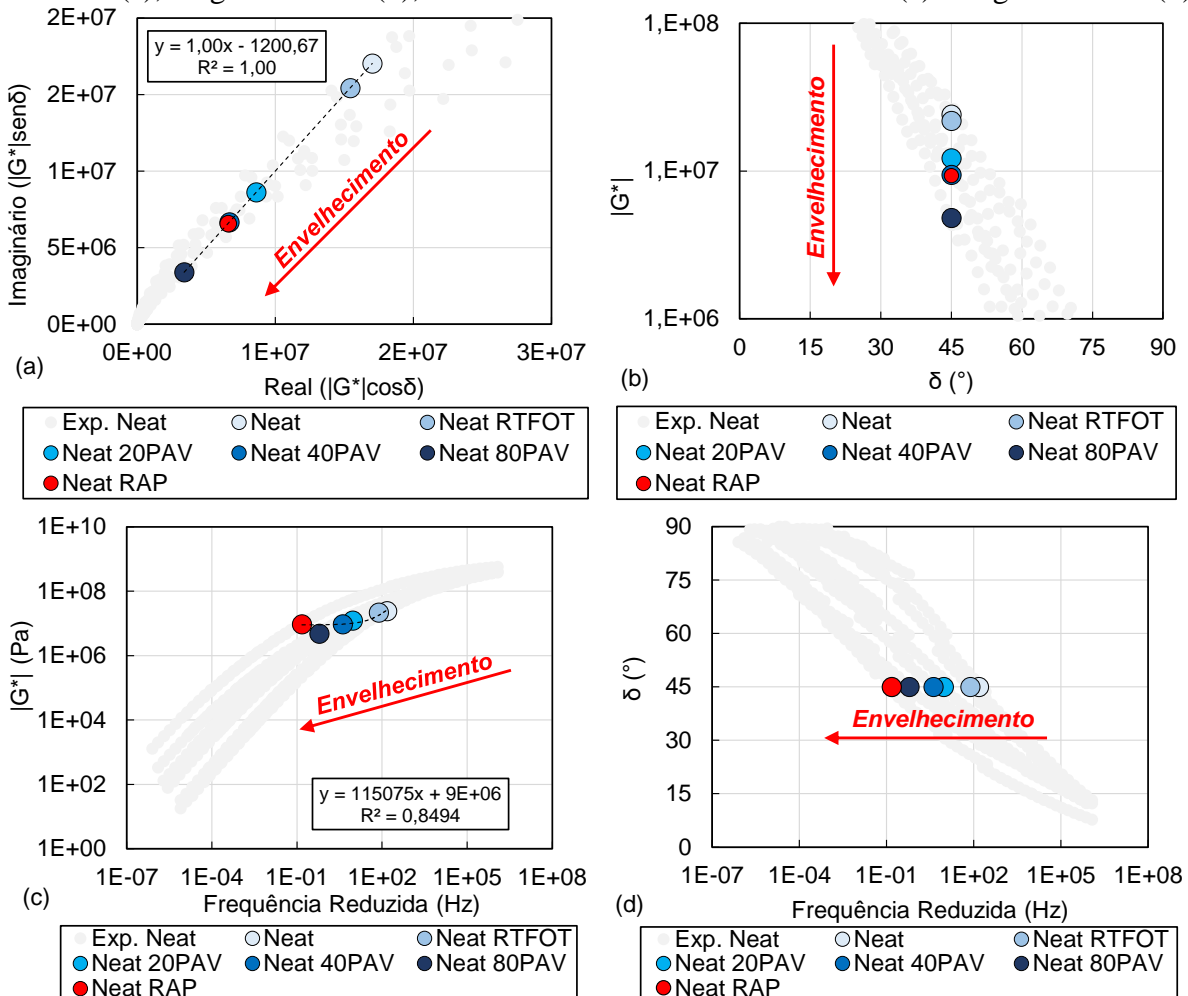 2E+07
y = 1,00x - 1200,67
R² = 1,00
2E+07
1E+07
5E+06
0E+00
Imaginário (|G*|senδ)
Envelhecimento
0E+00 1E+07 2E+07 3E+07
(a)
Real (|G*|cosδ)
Exp. Neat Neat Neat RTFOT
Neat 20PAV Neat 40PAV Neat 80PAV
Neat RAP
1,E+08
1,E+07
1,E+06
|G*|
Envelhecimento
0 15 30 45 60 75 90
(b)
δ (°)
Exp. Neat Neat Neat RTFOT
Neat 20PAV Neat 40PAV Neat 80PAV
Neat RAP
1E+10
1E+08
1E+06
1E+04
1E+02
1E+00
|G*| (Pa)
Envelhecimento
y = 115075x + 9E+06
R² = 0,8494
1E-07 1E-04 1E-01 1E+02 1E+05 1E+08
(c)
Frequência Reduzida (Hz)
Exp. Neat Neat Neat RTFOT
Neat 20PAV Neat 40PAV Neat 80PAV
Neat RAP
90
75
60
45
30
15
0
δ (°)
Envelhecimento
1E-07 1E-04 1E-01 1E+02 1E+05 1E+08
(d)
Frequência Reduzida (Hz)
Exp. Neat Neat Neat RTFOT
Neat 20PAV Neat 40PAV Neat 80PAV
Neat RAP